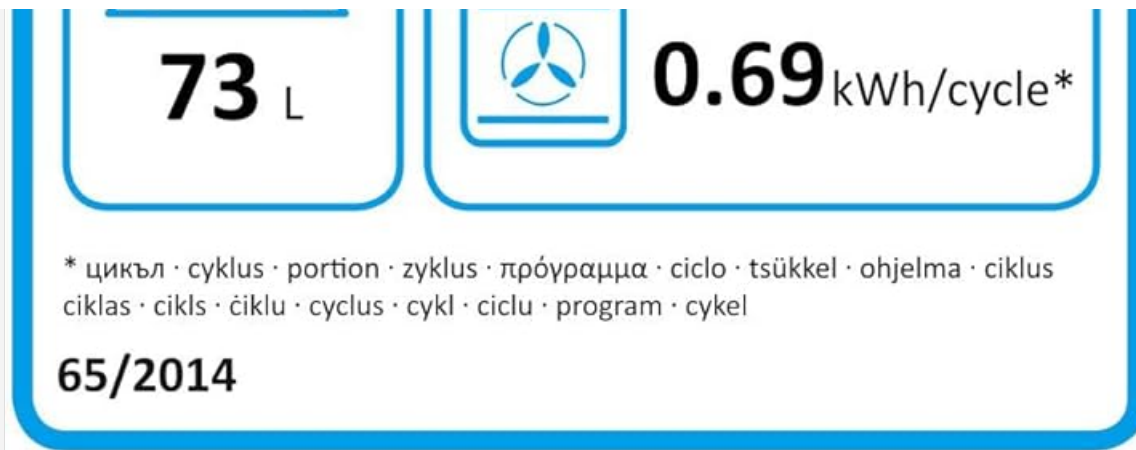 73 L
0.69 kWh/cycle*
* цикъл · cyklus · portion · zyklus · πρόγραμμα · ciclo · tsükkel · ohjelma · ciklus
ciklas · cikls · ċiklu · cyclus · cykl · ciclu · program · cykel
65/2014